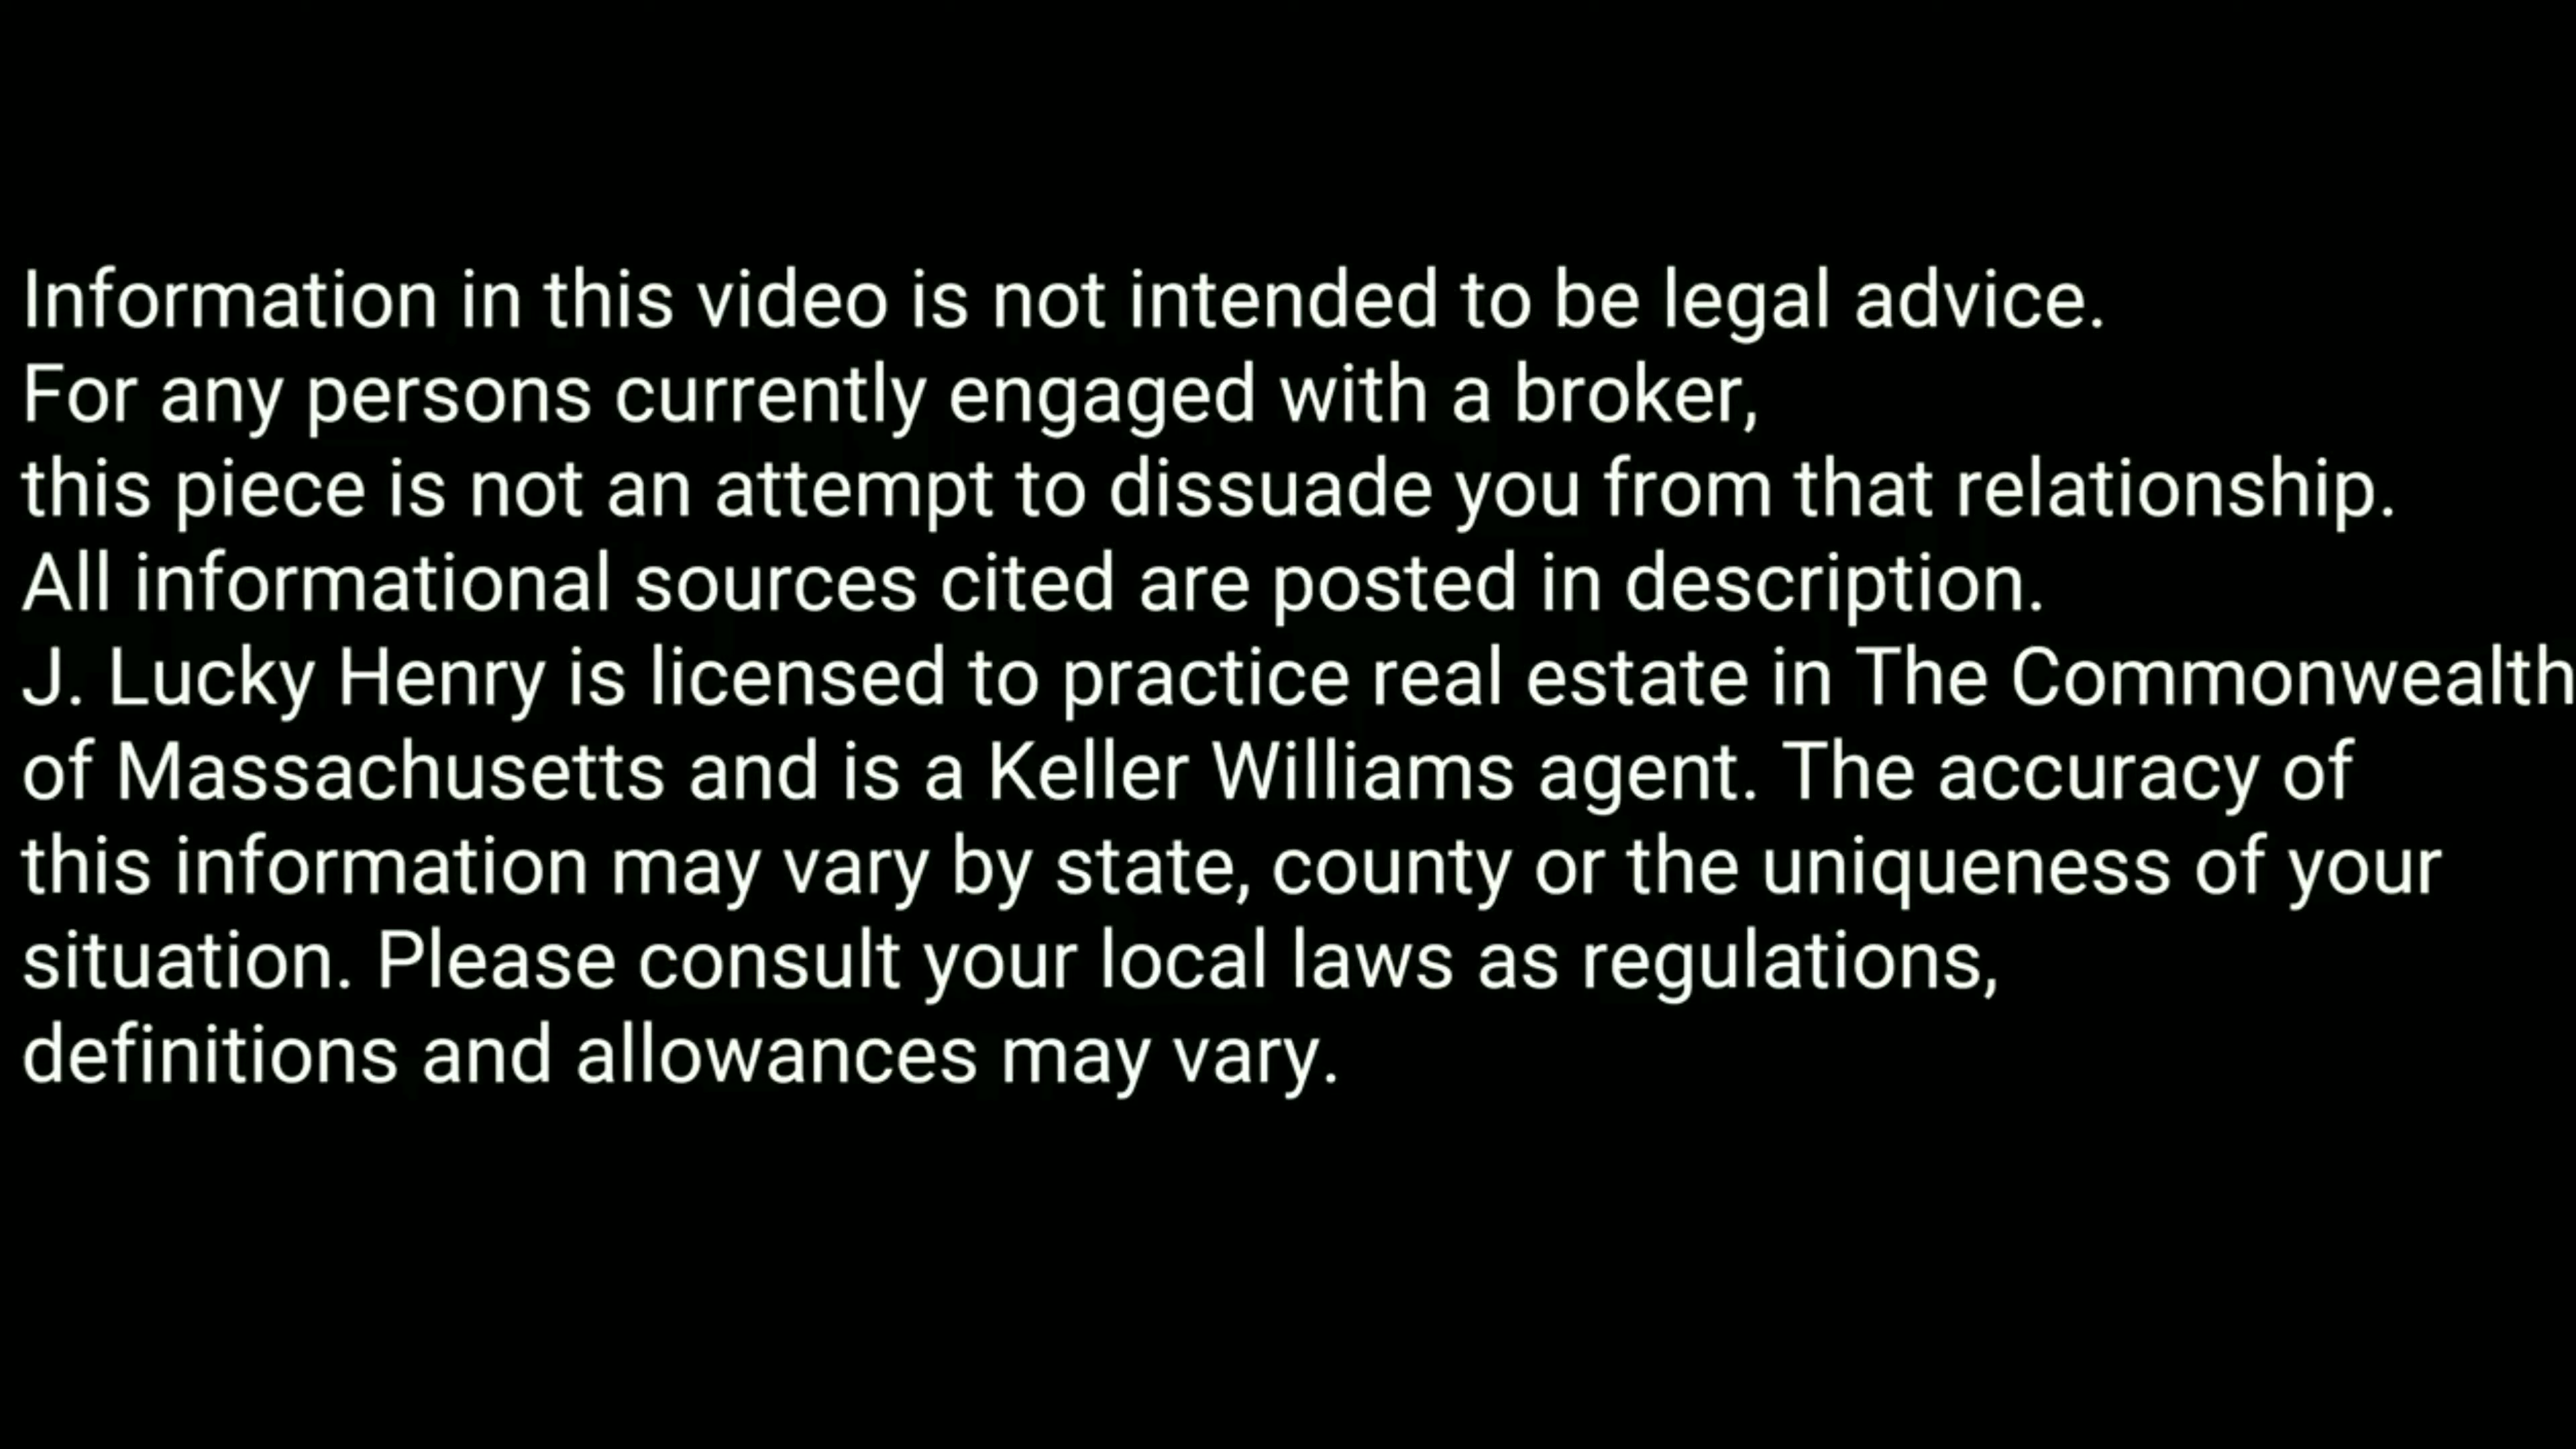 Information in this video is not intended to be legal advice.
For any persons currently engaged with a broker,
this piece is not an attempt to dissuade you from that relationship.
All informational sources cited are posted in description.
J. Lucky Henry is licensed to practice real estate in The Commonwealth
of Massachusetts and is a Keller Williams agent. The accuracy of
this information may vary by state, county or the uniqueness of your
situation. Please consult your local laws as regulations,
definitions and allowances may vary.